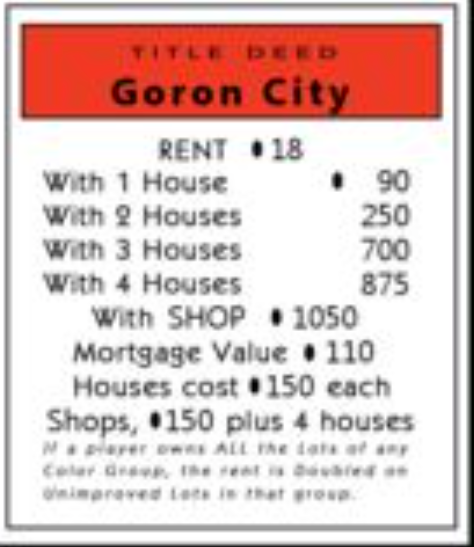 TITLE DEED
Goron City
RENT 18
With 1 House 90
With 2 Houses 250
With 3 Houses 700
With 4 Houses 875
With SHOP 1050
Mortgage Value 110
Houses cost 150 each
Shops, 150 plus 4 houses
If a player owns ALL the Lots of any
Color Group, the rent is Doubled on
Unimproved Lots in that group.